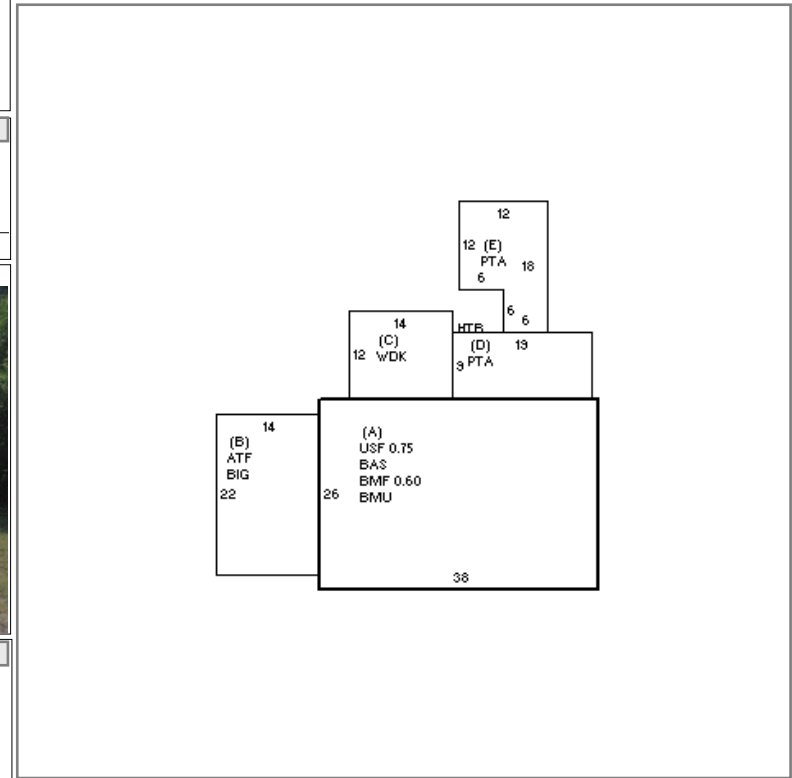 12
12 (E)
PTA 18
6
6
6
14
(C)
12 WDK
HTB
(D) 19
9 PTA
14
(B)
ATF
BIG
22
(A)
USF 0.75
BAS
BMF 0.60
26 BMU
38